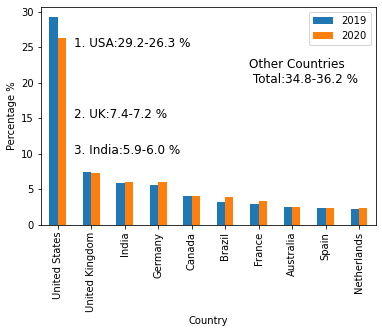 30
25
20
15
10
5
0
Percentage %
2019
2020
1. USA:29.2-26.3 %
Other Countries
Total:34.8-36.2 %
2. UK:7.4-7.2 %
3. India:5.9-6.0 %
United States
United Kingdom
India
Germany
Canada
Brazil
France
Australia
Spain
Netherlands
Country